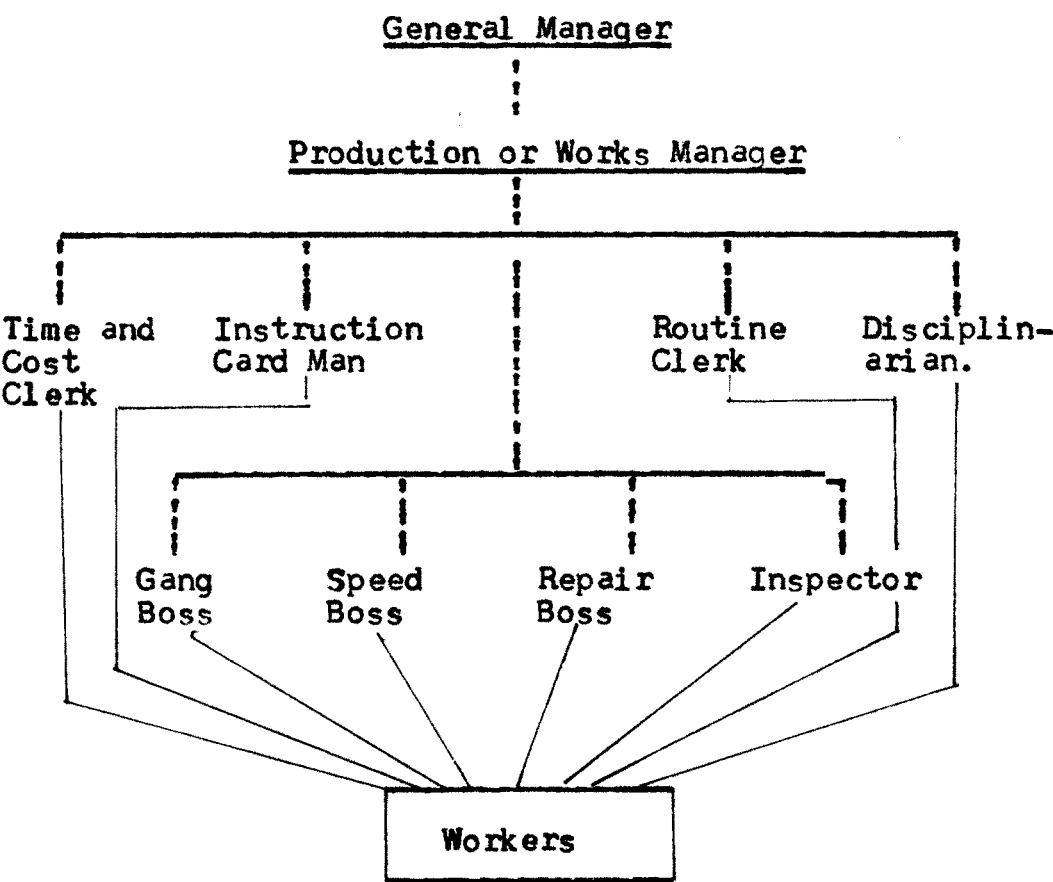 General Manager
Production or Works Manager
Time and
Cost
Clerk
Instruction
Card Man
Routine
Clerk
Disciplin-
arian.
Gang
Boss
Speed
Boss
Repair
Boss
Inspector
Workers